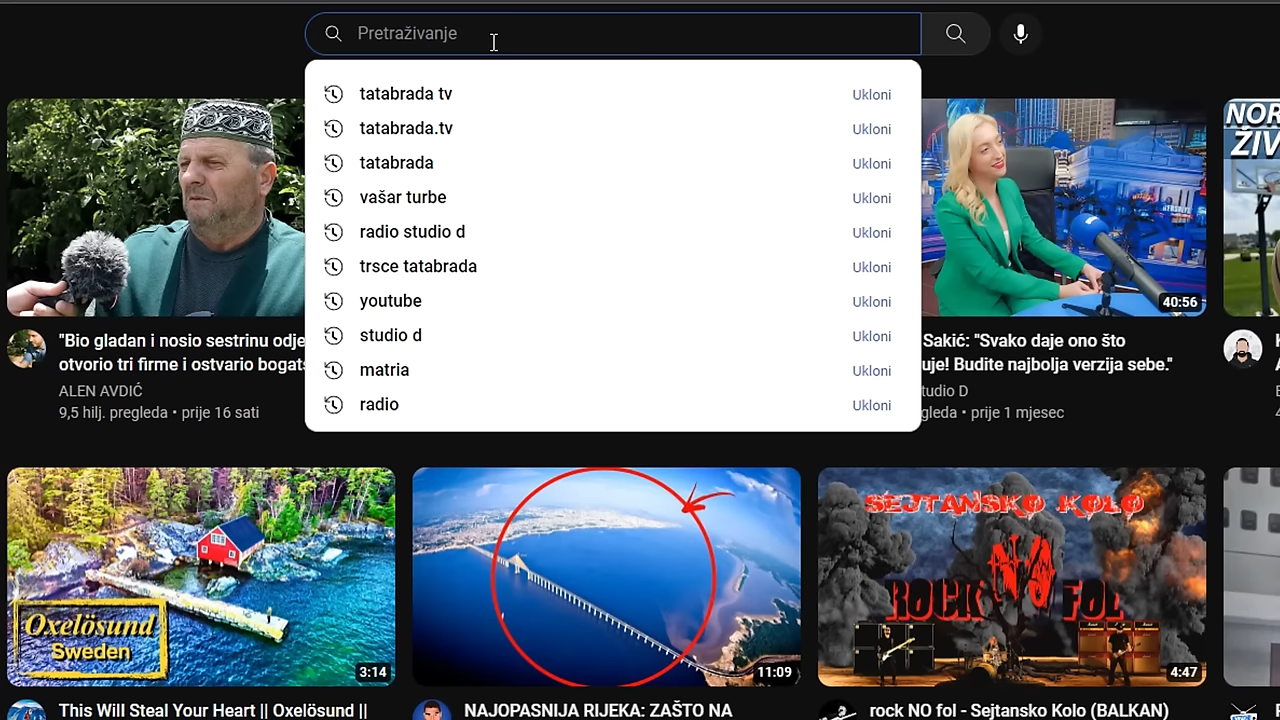 Pretraživanje
tatabrada tv Ukloni
tatabrada.tv Ukloni
tatabrada Ukloni
vašar turbe Ukloni
radio studio d Ukloni
trsce tatabrada Ukloni
youtube Ukloni
studio d Ukloni
matria Ukloni
radio Ukloni
"Bio gladan i nosio sestrinu odje
otvorio tri firme i ostvario bogats
ALEN AVDIĆ
9,5 hilj. pregleda • prije 16 sati
40:56
Sakić: "Svako daje ono što
uje! Budite najbolja verzija sebe."
tudio D
gleda • prije 1 mjesec
NOR
ŽIV
Oxelösund
Sweden
3:14
This Will Steal Your Heart || Oxelösund ||
11:09
NAJOPASNIJA RIJEKA: ZAŠTO NA
SEJTANSKO KOLO
ROCK NO FOL
4:47
rock NO fol - Sejtansko Kolo (BALKAN)